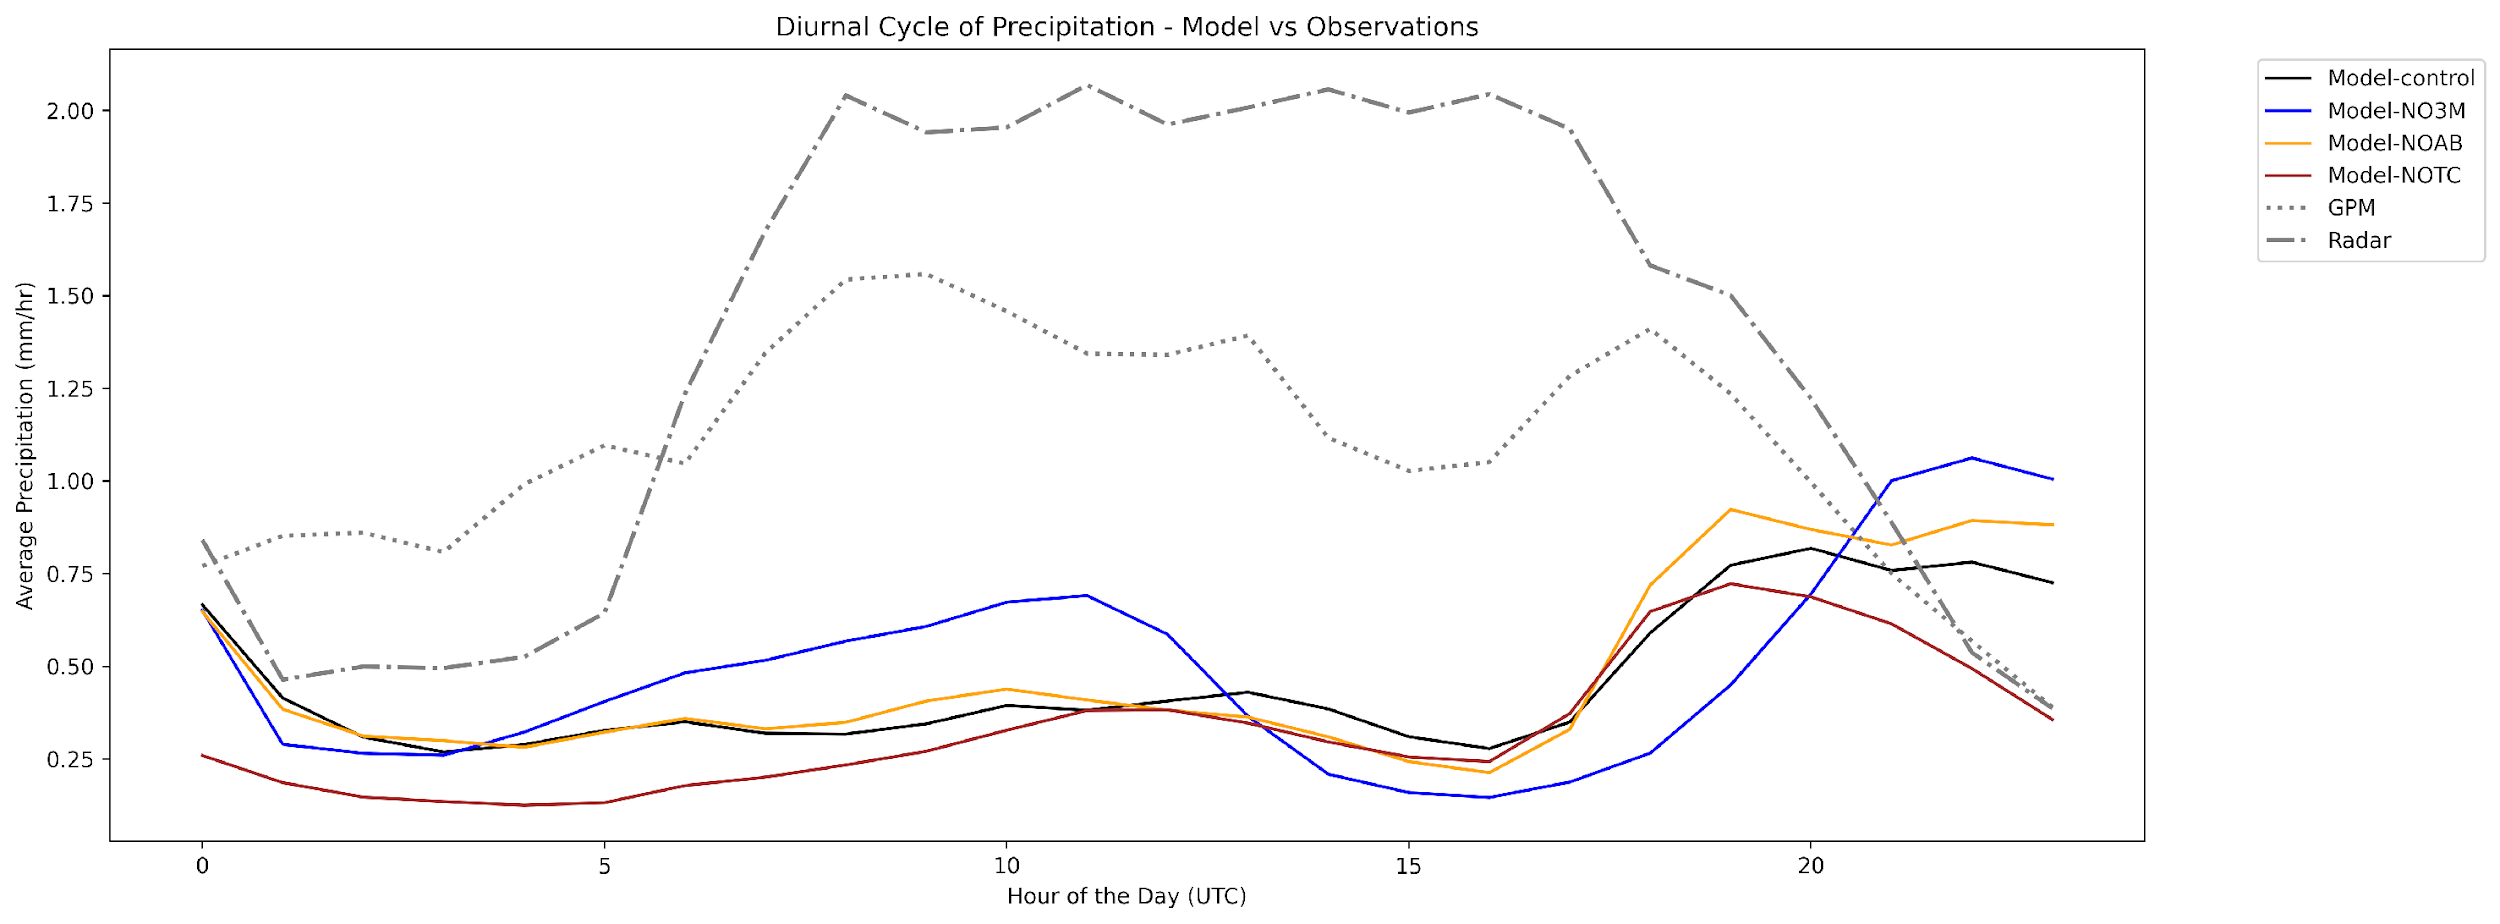 Diurnal Cycle of Precipitation - Model vs Observations
Average Precipitation (mm/hr)
2.00
1.75
1.50
1.25
1.00
0.75
0.50
0.25
0
5
10
15
20
Hour of the Day (UTC)
Model-control
Model-NO3M
Model-NOAB
Model-NOTC
GPM
Radar